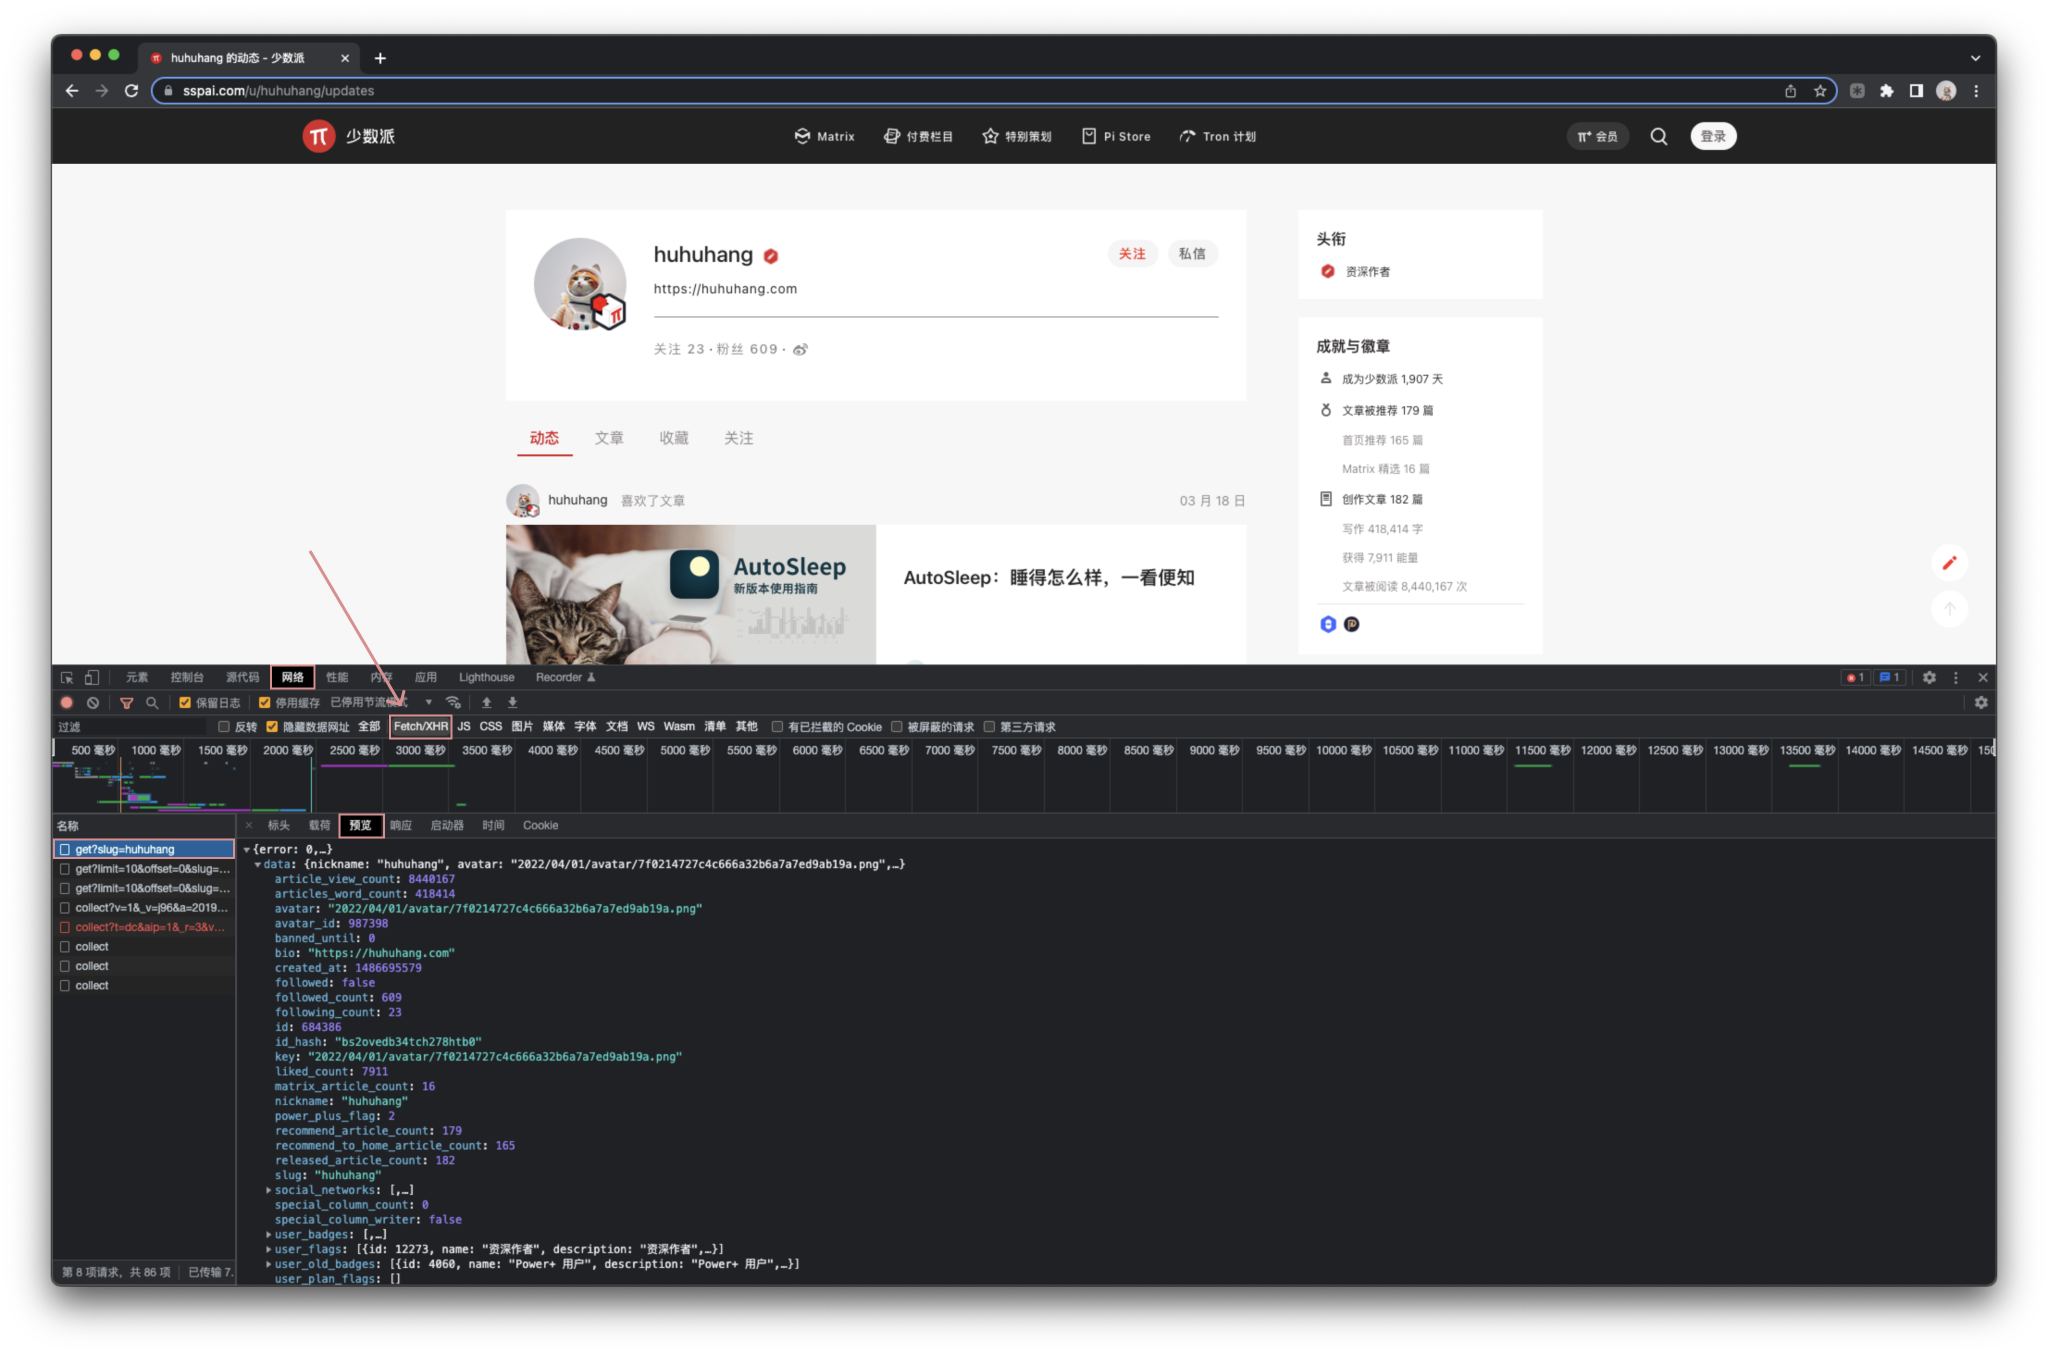 huhuhang 的动态 - 少数派
sspai.com/u/huhuhang/updates
少数派
Matrix
付费栏目
特别策划
Pi Store
Tron 计划
π+ 会员
登录
huhuhang
关注
私信
https://huhuhang.com
关注 23 · 粉丝 609 ·
头衔
资深作者
成就与徽章
成为少数派 1,907 天
文章被推荐 179 篇
首页推荐 165 篇
Matrix 精选 16 篇
创作文章 182 篇
写作 418,414 字
获得 7,911 能量
文章被阅读 8,440,167 次
动态 文章 收藏 关注
huhuhang 喜欢了文章
03 月 18 日
AutoSleep
新版本使用指南
AutoSleep：睡得怎么样，一看便知
元素 控制台 源代码 网络 性能 内存 应用 Lighthouse Recorder
1 1
保留日志 停用缓存 已停用节流模式
过滤 反转 隐藏数据网址 全部 Fetch/XHR JS CSS 图片 媒体 字体 文档 WS Wasm 清单 其他 有已拦截的 Cookie 被屏蔽的请求 第三方请求
500 毫秒 1000 毫秒 1500 毫秒 2000 毫秒 2500 毫秒 3000 毫秒 3500 毫秒 4000 毫秒 4500 毫秒 5000 毫秒 5500 毫秒 6000 毫秒 6500 毫秒 7000 毫秒 7500 毫秒 8000 毫秒 8500 毫秒 9000 毫秒 9500 毫秒 10000 毫秒 10500 毫秒 11000 毫秒 11500 毫秒 12000 毫秒 12500 毫秒 13000 毫秒 13500 毫秒 14000 毫秒 14500 毫秒
名称
get?slug=huhuhang
get?limit=10&offset=0&slug=...
get?limit=10&offset=0&slug=...
collect?v=1&_v=j96&a=2019...
collect?t=dc&aip=1&_r=3&v...
collect
collect
collect
第 8 项请求，共 86 项 已传输 7.
标头 载荷 预览 响应 启动器 时间 Cookie
{error: 0,…}
data: {nickname: "huhuhang", avatar: "2022/04/01/avatar/7f0214727c4c666a32b6a7a7ed9ab19a.png",…}
article_view_count: 8440167
articles_word_count: 418414
avatar: "2022/04/01/avatar/7f0214727c4c666a32b6a7a7ed9ab19a.png"
avatar_id: 987398
banned_until: 0
bio: "https://huhuhang.com"
created_at: 1486695579
followed: false
followed_count: 609
following_count: 23
id: 684386
id_hash: "bs2ovedb34tch278htb0"
key: "2022/04/01/avatar/7f0214727c4c666a32b6a7a7ed9ab19a.png"
liked_count: 7911
matrix_article_count: 16
nickname: "huhuhang"
power_plus_flag: 2
recommend_article_count: 179
recommend_to_home_article_count: 165
released_article_count: 182
slug: "huhuhang"
social_networks: [,…]
special_column_count: 0
special_column_writer: false
user_badges: [,…]
user_flags: [{id: 12273, name: "资深作者", description: "资深作者",…}]
user_old_badges: [{id: 4060, name: "Power+ 用户", description: "Power+ 用户",…}]
user_plan_flags: []